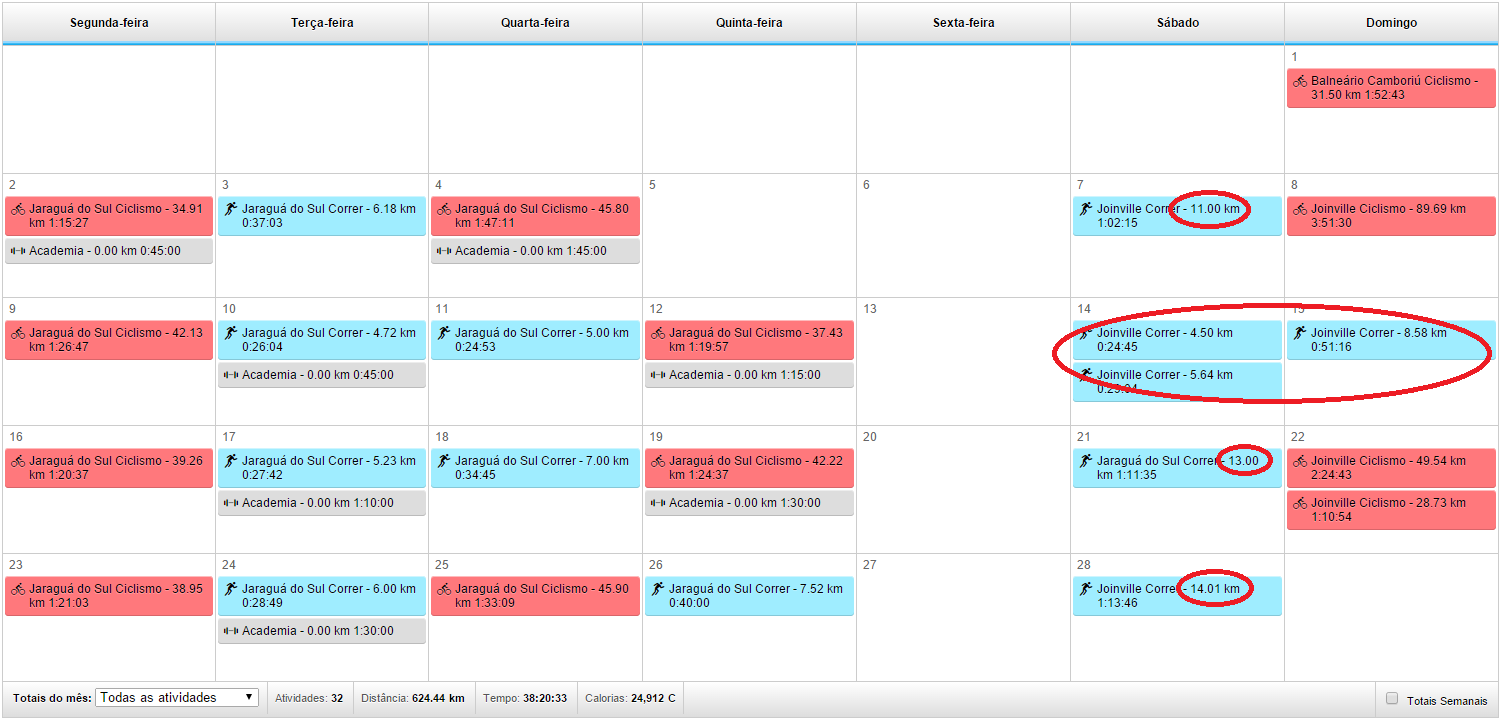 Segunda-feira Terça-feira Quarta-feira Quinta-feira Sexta-feira Sábado Domingo
1
Balneário Camboriú Ciclismo -
31.50 km 1:52:43
2
Jaraguá do Sul Ciclismo - 34.91
km 1:15:27
Academia - 0.00 km 0:45:00
3
Jaraguá do Sul Correr - 6.18 km
0:37:03
4
Jaraguá do Sul Ciclismo - 45.80
km 1:47:11
Academia - 0.00 km 1:45:00
5
6
7
Joinville Correr - 11.00 km
1:02:15
8
Joinville Ciclismo - 89.69 km
3:51:30
9
Jaraguá do Sul Ciclismo - 42.13
km 1:26:47
10
Jaraguá do Sul Correr - 4.72 km
0:26:04
Academia - 0.00 km 0:45:00
11
Jaraguá do Sul Correr - 5.00 km
0:24:53
12
Jaraguá do Sul Ciclismo - 37.43
km 1:19:57
Academia - 0.00 km 1:15:00
13
14
Joinville Correr - 4.50 km
0:24:45
Joinville Correr - 5.64 km
15
Joinville Correr - 8.58 km
0:51:16
16
Jaraguá do Sul Ciclismo - 39.26
km 1:20:37
17
Jaraguá do Sul Correr - 5.23 km
0:27:42
Academia - 0.00 km 1:10:00
18
Jaraguá do Sul Correr - 7.00 km
0:34:45
19
Jaraguá do Sul Ciclismo - 42.22
km 1:24:37
Academia - 0.00 km 1:30:00
20
21
Jaraguá do Sul Correr - 13.00
km 1:11:35
22
Joinville Ciclismo - 49.54 km
2:24:43
Joinville Ciclismo - 28.73 km
1:10:54
23
Jaraguá do Sul Ciclismo - 38.95
km 1:21:03
24
Jaraguá do Sul Correr - 6.00 km
0:28:49
Academia - 0.00 km 1:30:00
25
Jaraguá do Sul Ciclismo - 45.90
km 1:33:09
26
Jaraguá do Sul Correr - 7.52 km
0:40:00
27
28
Joinville Correr - 14.01 km
1:13:46
Totais do mês: Todas as atividades Atividades: 32 Distância: 624.44 km Tempo: 38:20:33 Calorias: 24,912 C Totais Semanais